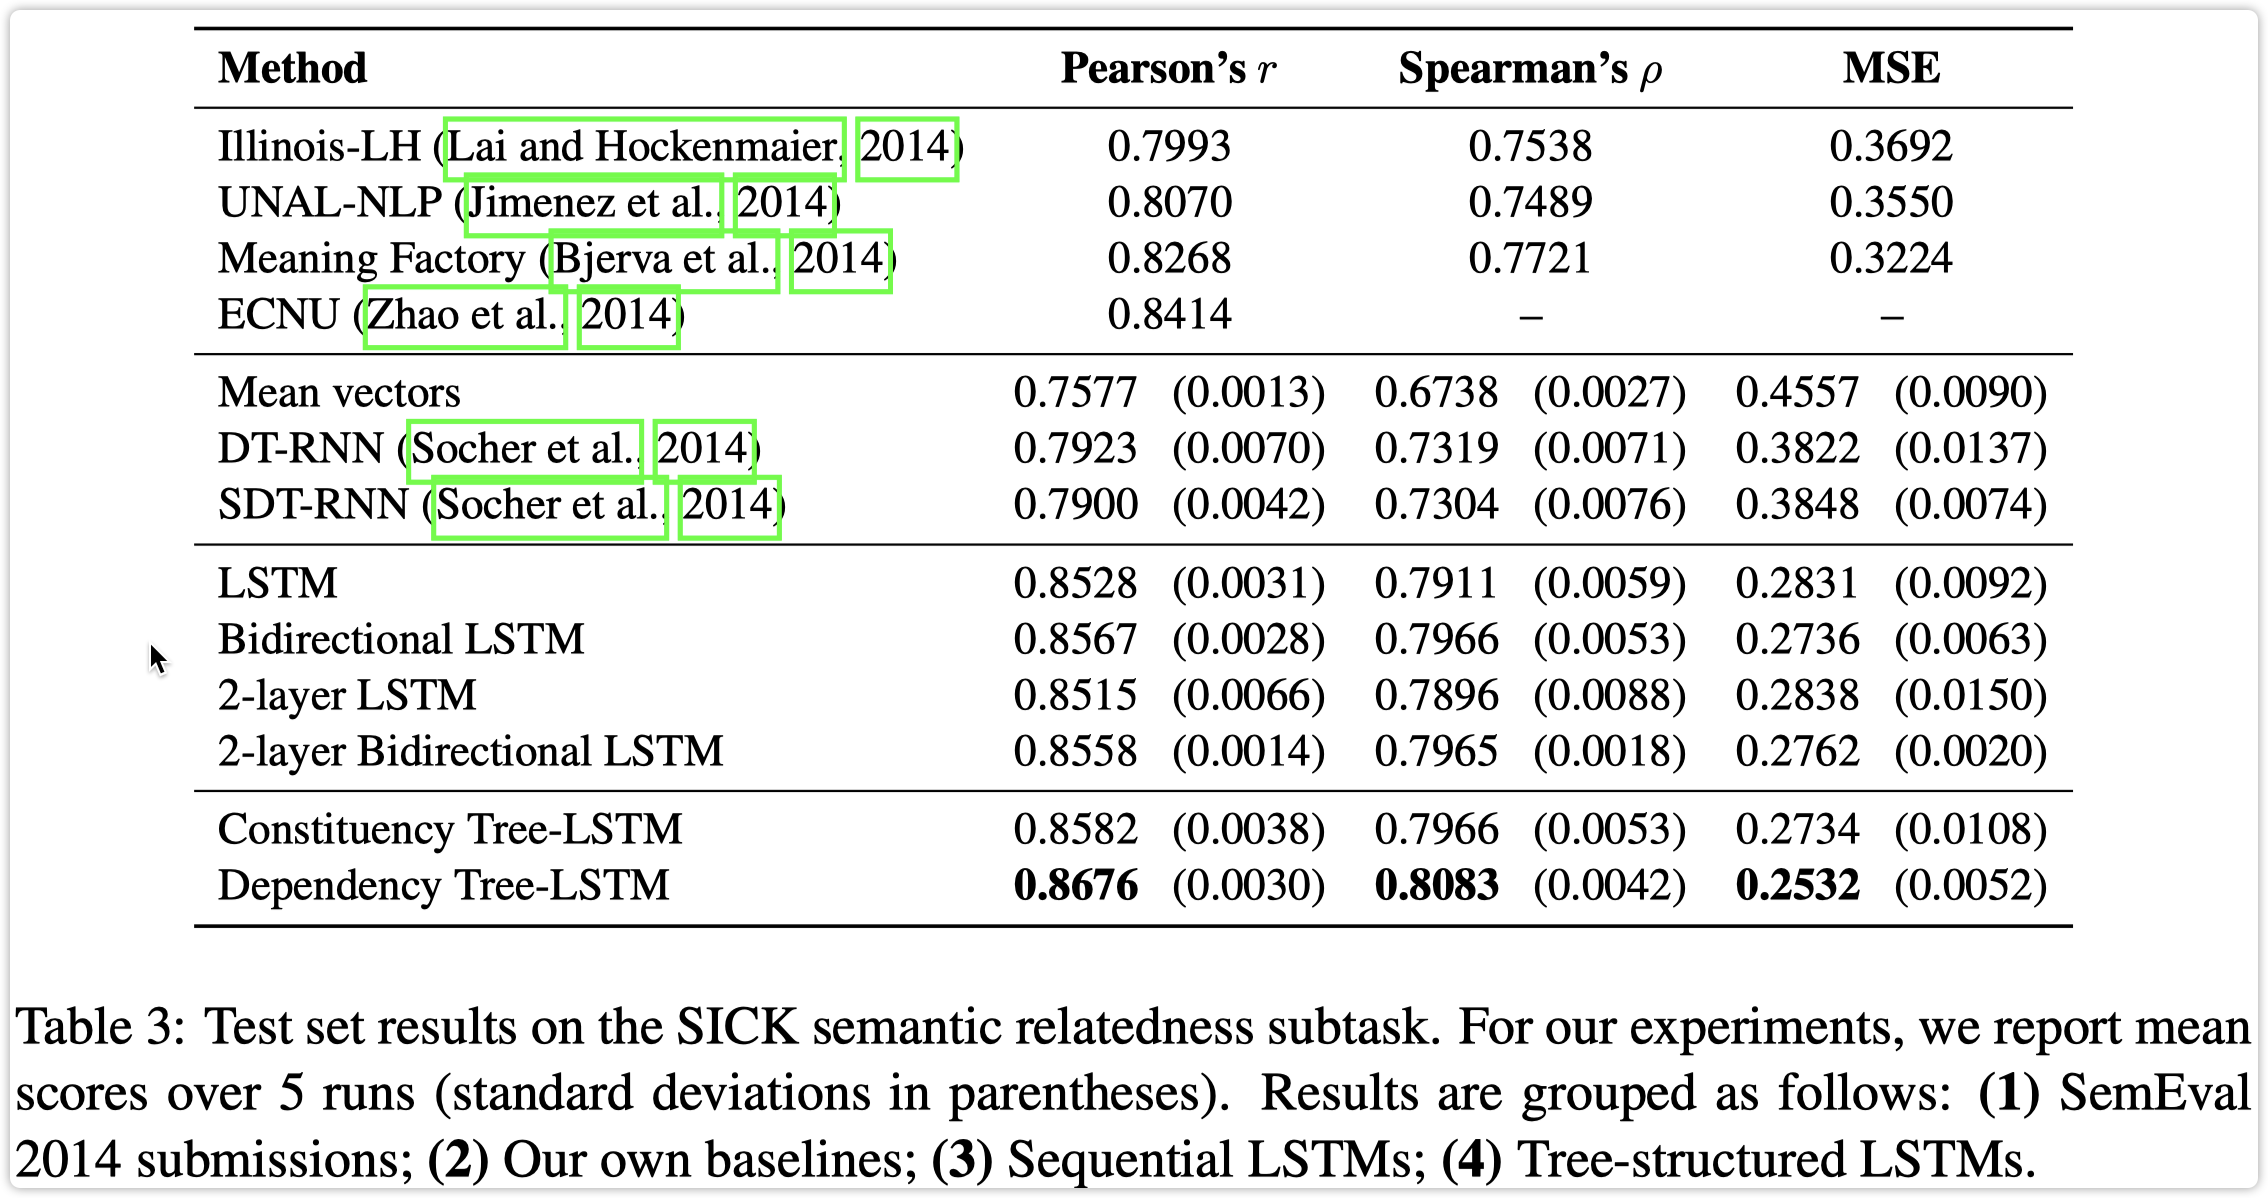 Method Pearson's r Spearman's ρ MSE
Illinois-LH (Lai and Hockenmaier, 2014) 0.7993 0.7538 0.3692
UNAL-NLP (Jimenez et al., 2014) 0.8070 0.7489 0.3550
Meaning Factory (Bjerva et al., 2014) 0.8268 0.7721 0.3224
ECNU (Zhao et al., 2014) 0.8414 – –
Mean vectors 0.7577 (0.0013) 0.6738 (0.0027) 0.4557 (0.0090)
DT-RNN (Socher et al., 2014) 0.7923 (0.0070) 0.7319 (0.0071) 0.3822 (0.0137)
SDT-RNN (Socher et al., 2014) 0.7900 (0.0042) 0.7304 (0.0076) 0.3848 (0.0074)
LSTM 0.8528 (0.0031) 0.7911 (0.0059) 0.2831 (0.0092)
Bidirectional LSTM 0.8567 (0.0028) 0.7966 (0.0053) 0.2736 (0.0063)
2-layer LSTM 0.8515 (0.0066) 0.7896 (0.0088) 0.2838 (0.0150)
2-layer Bidirectional LSTM 0.8558 (0.0014) 0.7965 (0.0018) 0.2762 (0.0020)
Constituency Tree-LSTM 0.8582 (0.0038) 0.7966 (0.0053) 0.2734 (0.0108)
Dependency Tree-LSTM 0.8676 (0.0030) 0.8083 (0.0042) 0.2532 (0.0052)
Table 3: Test set results on the SICK semantic relatedness subtask. For our experiments, we report mean
scores over 5 runs (standard deviations in parentheses). Results are grouped as follows: (1) SemEval
2014 submissions; (2) Our own baselines; (3) Sequential LSTMs; (4) Tree-structured LSTMs.